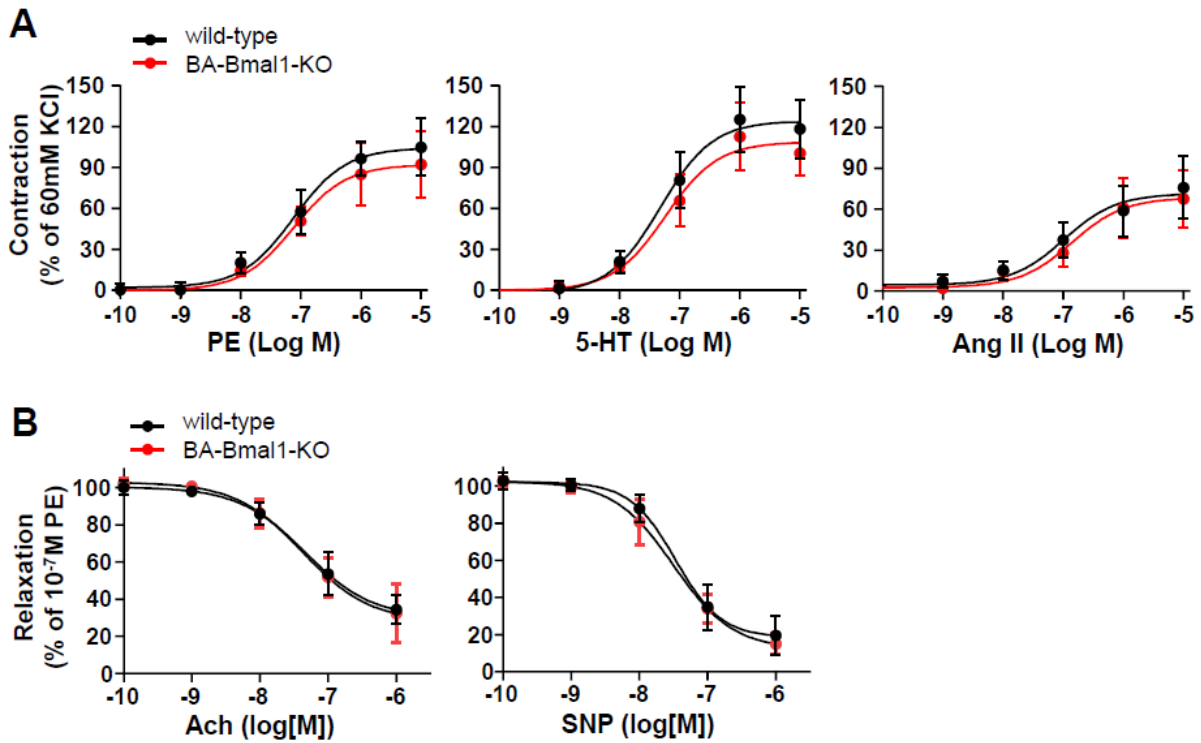 A
wild-type
BA-Bmal1-KO
Contraction
(% of 60mM KCl)
150
120
90
60
30
0
-10 -9 -8 -7 -6 -5
PE (Log M)
150
120
90
60
30
0
-10 -9 -8 -7 -6 -5
5-HT (Log M)
150
120
90
60
30
0
-10 -9 -8 -7 -6 -5
Ang II (Log M)
B
wild-type
BA-Bmal1-KO
Relaxation
(% of 10⁻⁷M PE)
100
80
60
40
20
0
-10 -9 -8 -7 -6
Ach (log[M])
100
80
60
40
20
0
-10 -9 -8 -7 -6
SNP (log[M])